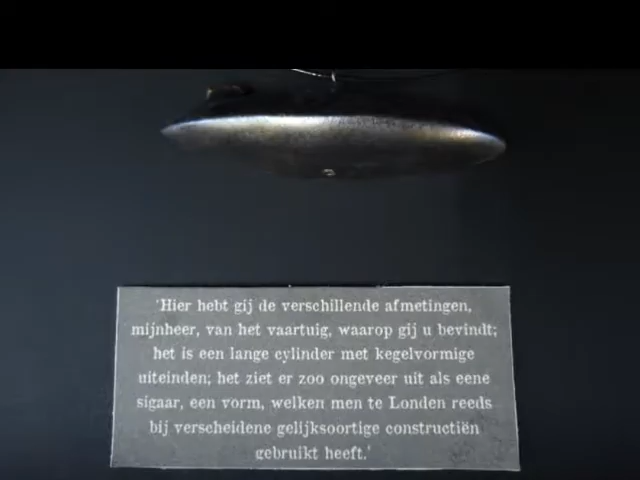 'Hier hebt gij de verschillende afmetingen,
mijnheer, van het vaartuig, waarop gij u bevindt;
het is een lange cylinder met kegelvormige
uiteinden; het ziet er zoo ongeveer uit als eene
sigaar, een vorm, welken men te Londen reeds
bij verscheidene gelijksoortige constructiën
gebruikt heeft.'